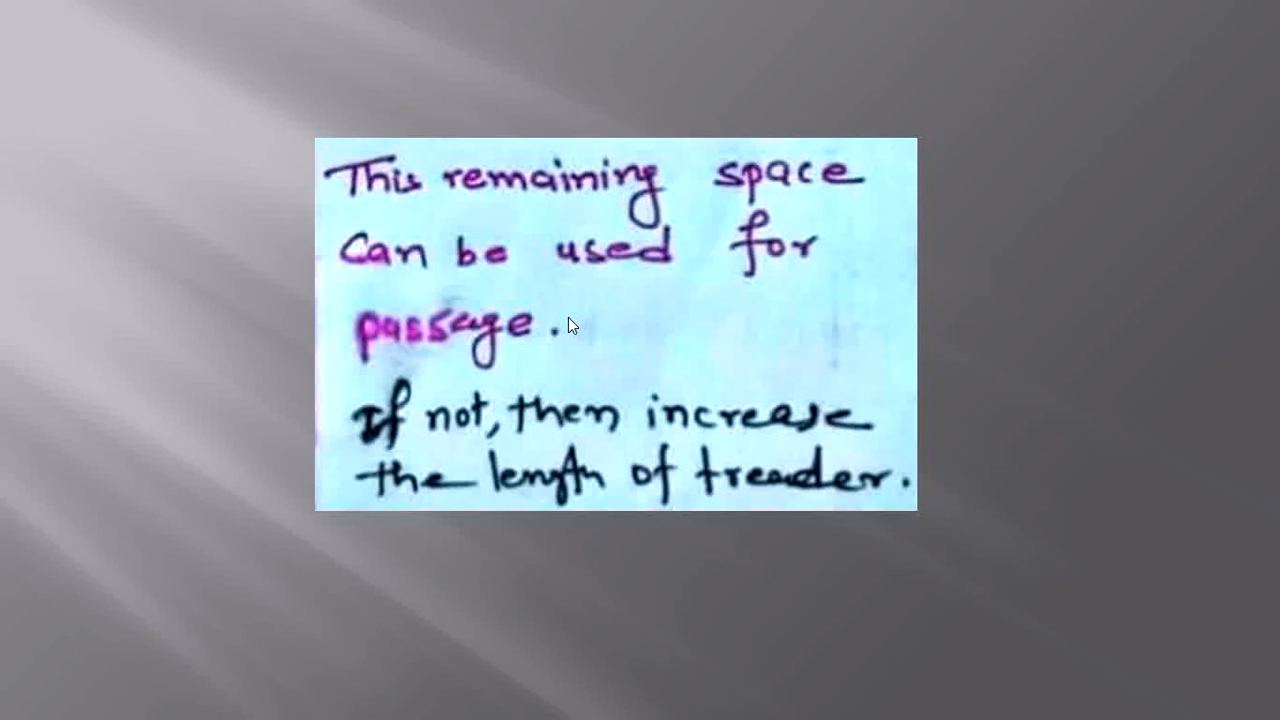 This remaining space
Can be used for
passage.
If not, then increase
the length of treader.